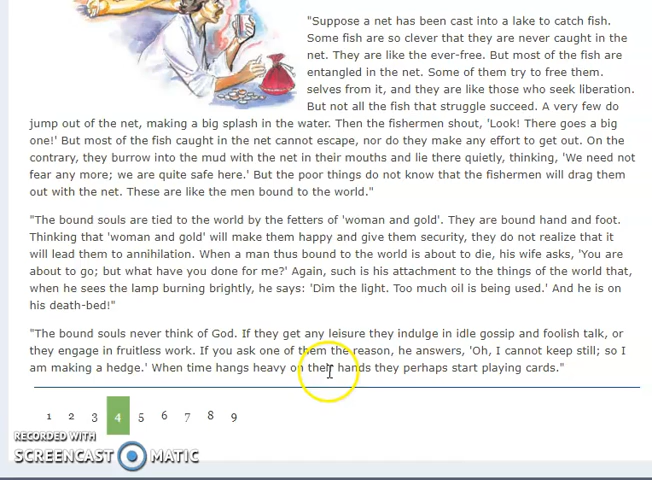 "Suppose a net has been cast into a lake to catch fish.
Some fish are so clever that they are never caught in the
net. They are like the ever-free. But most of the fish are
entangled in the net. Some of them try to free them.
selves from it, and they are like those who seek liberation.
But not all the fish that struggle succeed. A very few do
jump out of the net, making a big splash in the water. Then the fishermen shout, 'Look! There goes a big
one!' But most of the fish caught in the net cannot escape, nor do they make any effort to get out. On the
contrary, they burrow into the mud with the net in their mouths and lie there quietly, thinking, 'We need not
fear any more; we are quite safe here.' But the poor things do not know that the fishermen will drag them
out with the net. These are like the men bound to the world."
"The bound souls are tied to the world by the fetters of 'woman and gold'. They are bound hand and foot.
Thinking that 'woman and gold' will make them happy and give them security, they do not realize that it
will lead them to annihilation. When a man thus bound to the world is about to die, his wife asks, 'You are
about to go; but what have you done for me?' Again, such is his attachment to the things of the world that,
when he sees the lamp burning brightly, he says: 'Dim the light. Too much oil is being used.' And he is on
his death-bed!"
"The bound souls never think of God. If they get any leisure they indulge in idle gossip and foolish talk, or
they engage in fruitless work. If you ask one of them the reason, he answers, 'Oh, I cannot keep still; so I
am making a hedge.' When time hangs heavy on their hands they perhaps start playing cards."
1 2 3 4 5 6 7 8 9
RECORDED WITH
SCREENCAST MATIC